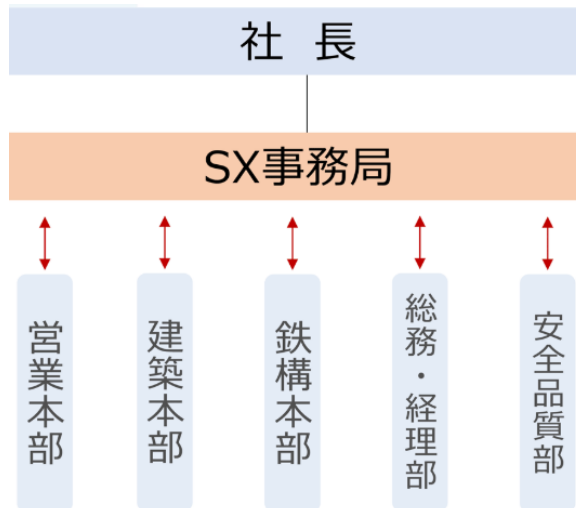 社 長
SX事務局
営業本部
建築本部
鉄構本部
総務・経理部
安全品質部